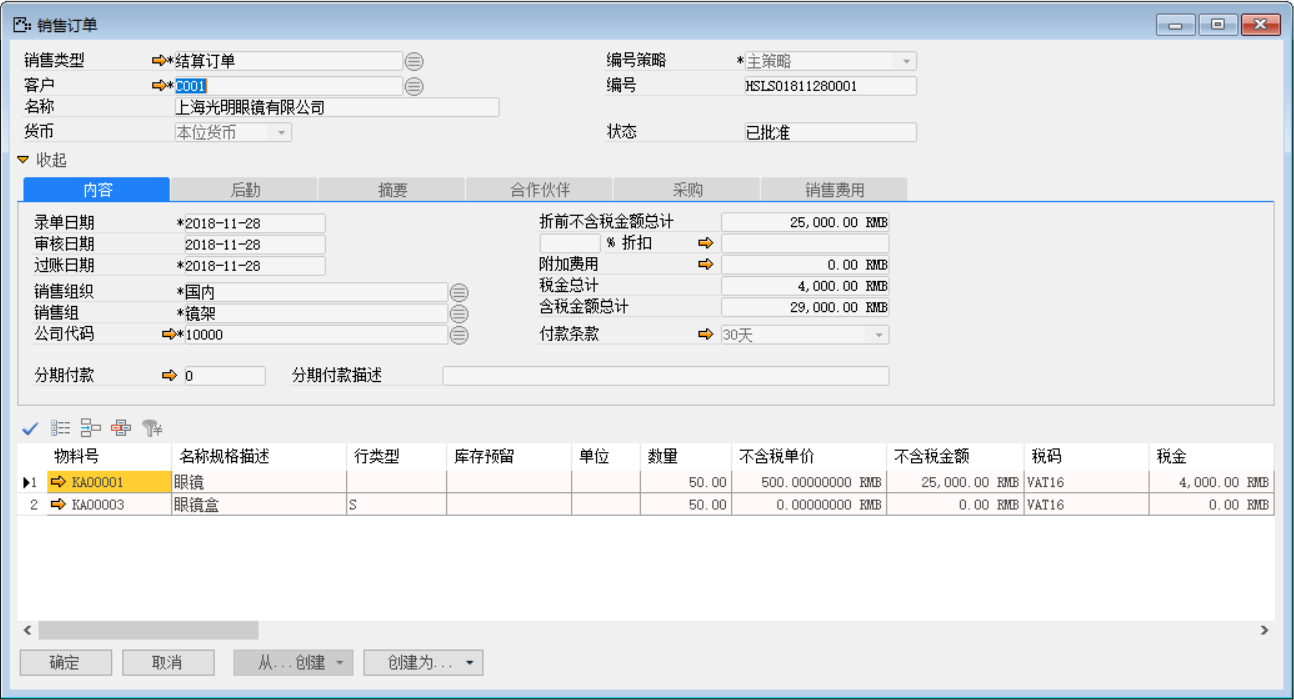 销售订单
销售类型 *结算订单 编号策略 *主策略
客户 *C001 编号 HSLS01811280001
名称 上海光明眼镜有限公司
货币 本位货币 状态 已批准
收起
内容 后勤 摘要 合作伙伴 采购 销售费用
录单日期 *2018-11-28 折前不含税金额总计 25,000.00 RMB
审核日期 2018-11-28 % 折扣
过账日期 *2018-11-28 附加费用 0.00 RMB
税金总计 4,000.00 RMB
销售组织 *国内 含税金额总计 29,000.00 RMB
销售组 *镜架
公司代码 *10000 付款条款 30天
分期付款 0 分期付款描述
物料号 名称规格描述 行类型 库存预留 单位 数量 不含税单价 不含税金额 税码 税金
1 KA00001 眼镜 50.00 500.00000000 RMB 25,000.00 RMB VAT16 4,000.00 RMB
2 KA00003 眼镜盒 S 50.00 0.00000000 RMB 0.00 RMB VAT16 0.00 RMB
确定 取消 从...创建 创建为...